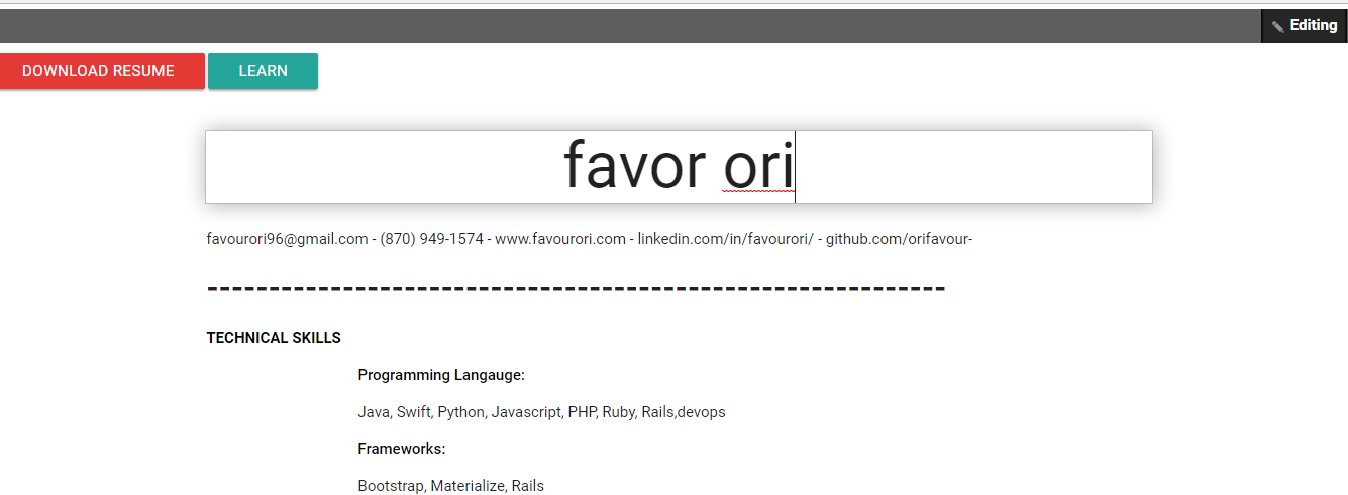 Editing
DOWNLOAD RESUME LEARN
favor ori
favourori96@gmail.com - (870) 949-1574 - www.favourori.com - linkedin.com/in/favourori/ - github.com/orifavour-
------------------------------------------------------------
TECHNICAL SKILLS
Programming Langauge:
Java, Swift, Python, Javascript, PHP, Ruby, Rails,devops
Frameworks:
Bootstrap, Materialize, Rails